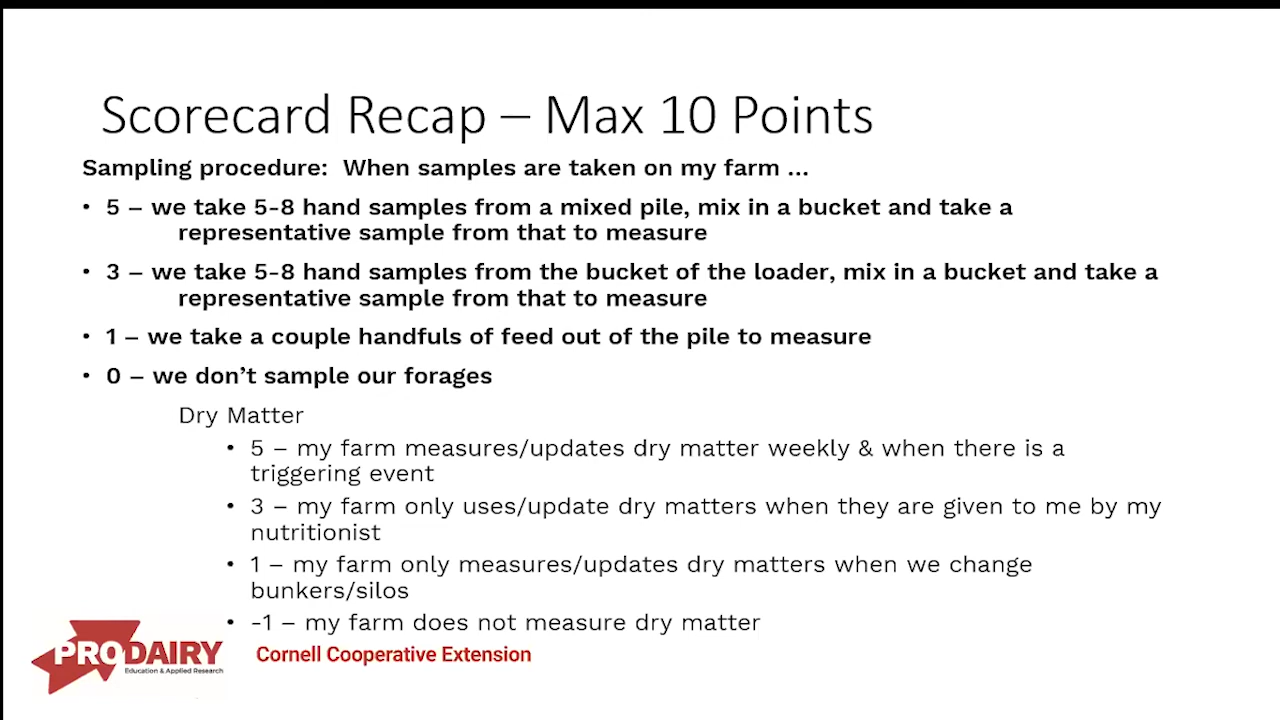 Scorecard Recap – Max 10 Points
Sampling procedure:  When samples are taken on my farm …
• 5 – we take 5-8 hand samples from a mixed pile, mix in a bucket and take a
representative sample from that to measure
• 3 – we take 5-8 hand samples from the bucket of the loader, mix in a bucket and take a
representative sample from that to measure
• 1 – we take a couple handfuls of feed out of the pile to measure
• 0 – we don’t sample our forages
Dry Matter
• 5 – my farm measures/updates dry matter weekly & when there is a
triggering event
• 3 – my farm only uses/update dry matters when they are given to me by my
nutritionist
• 1 – my farm only measures/updates dry matters when we change
bunkers/silos
• -1 – my farm does not measure dry matter
PRODAIRY
Education & Applied Research
Cornell Cooperative Extension